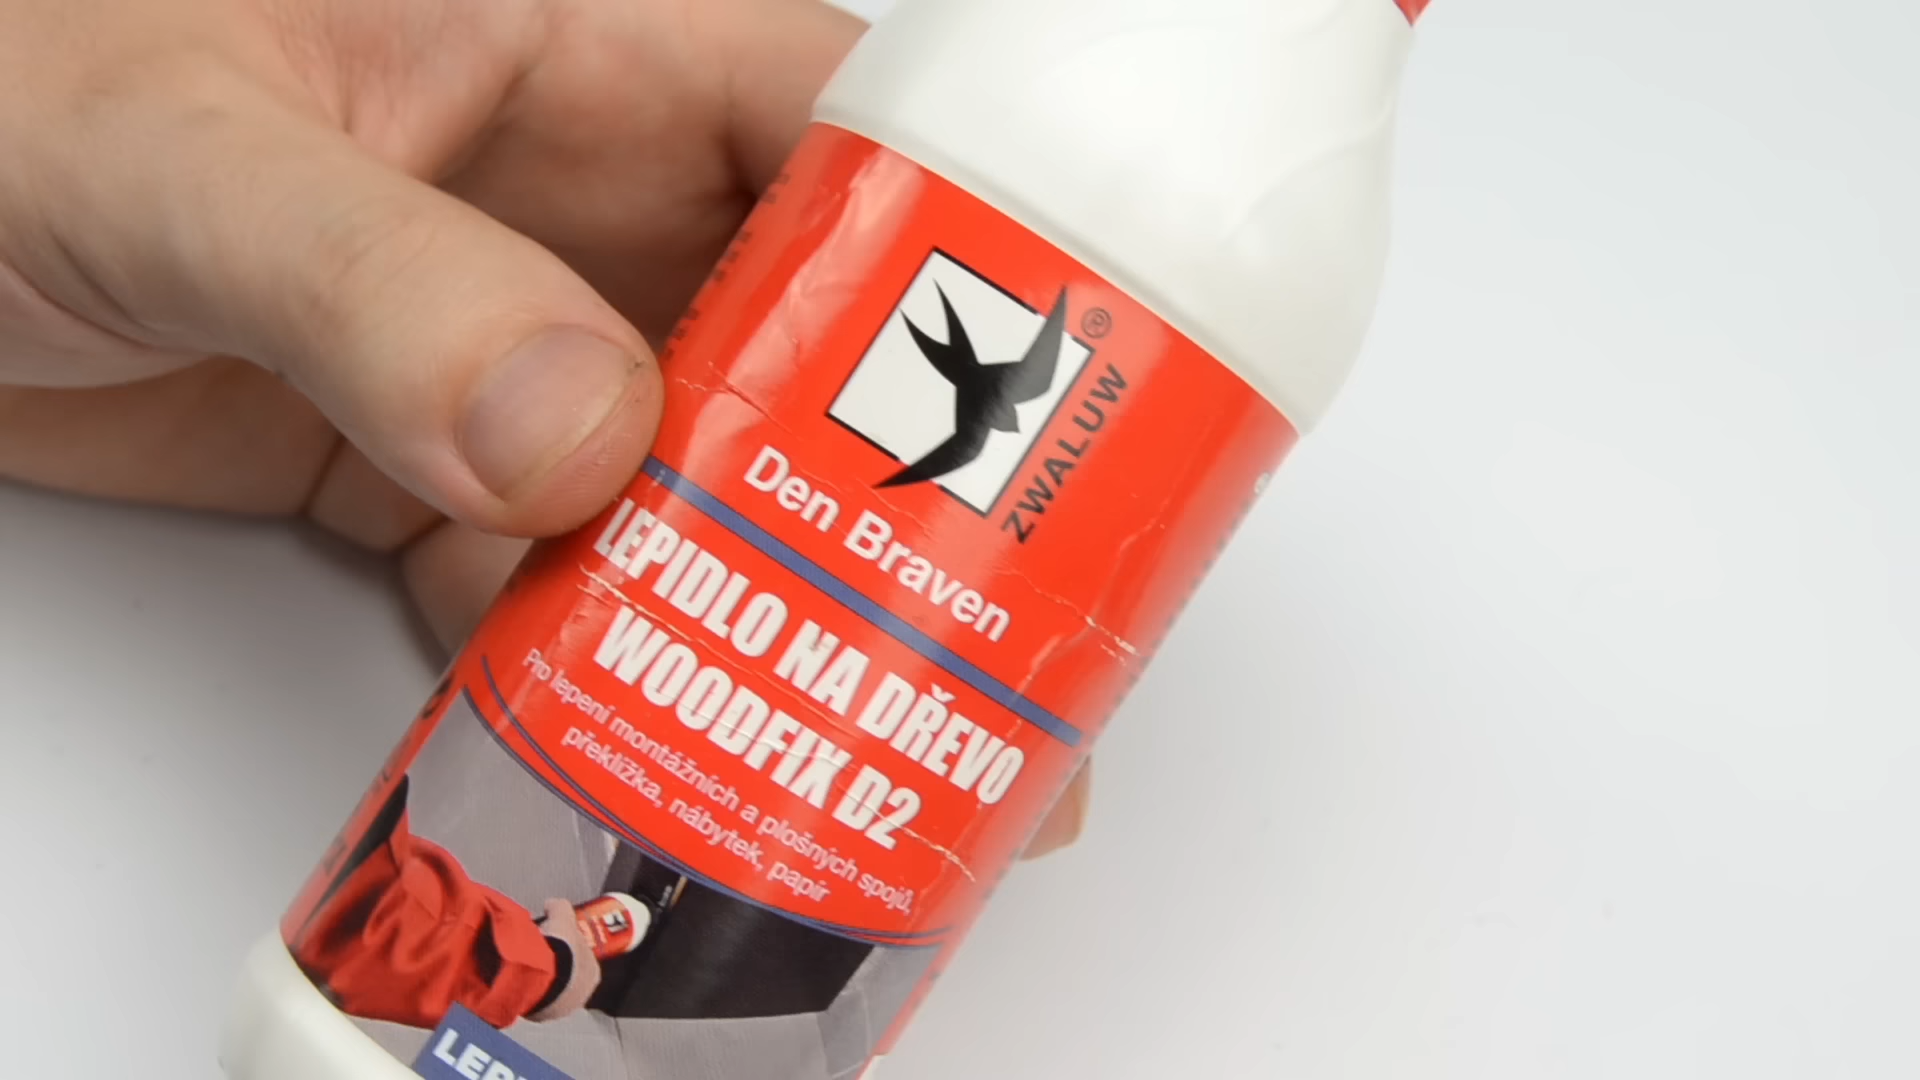 ®
ZWALUW
Den Braven
LEPIDLO NA DŘEVO
WOODFIX D2
Pro lepení montážních a plošných spojů,
překližka, nábytek, papír